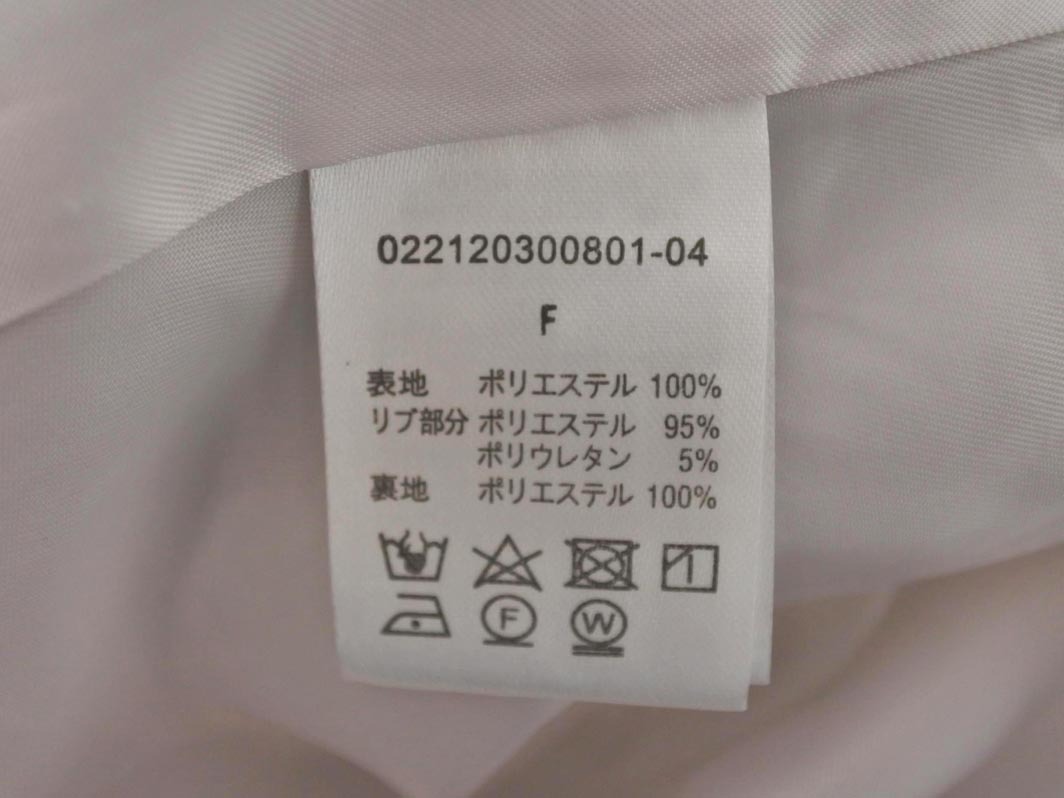 022120300801-04
F
表地 ポリエステル 100%
リブ部分 ポリエステル 95%
ポリウレタン 5%
裏地 ポリエステル 100%
F W